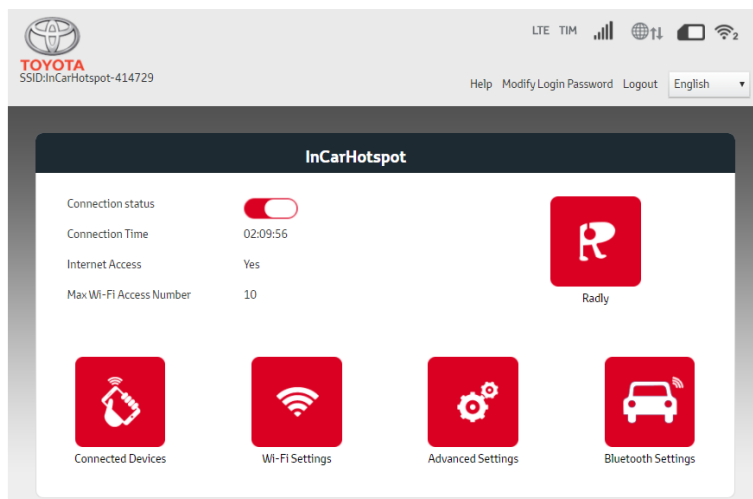 LTE TIM 2
TOYOTA
SSID:InCarHotspot-414729
Help Modify Login Password Logout English
InCarHotspot
Connection status
Connection Time 02:09:56
Internet Access Yes
Max Wi-Fi Access Number 10
R
Radly
Connected Devices Wi-Fi Settings Advanced Settings Bluetooth Settings